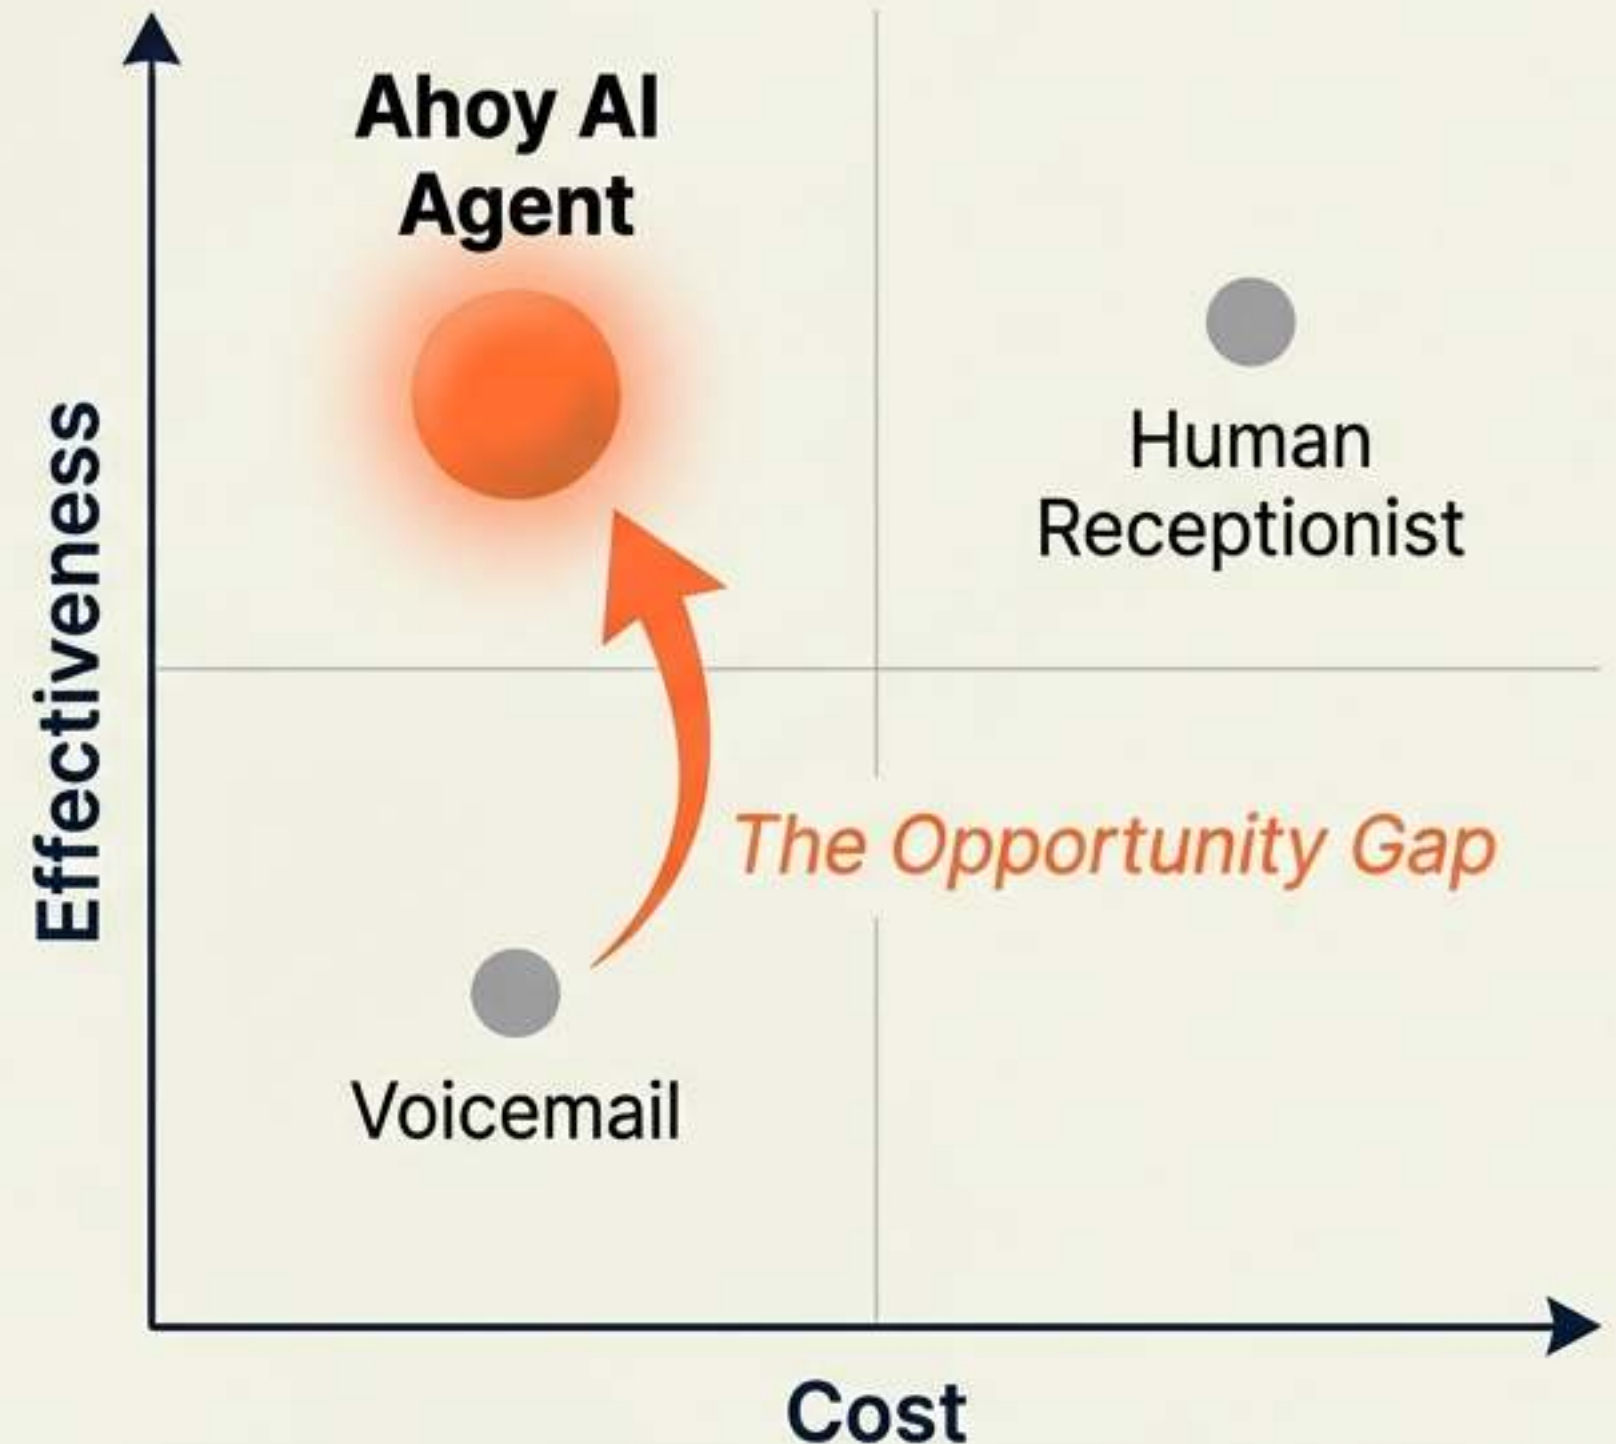 Ahoy AI
Agent
Human
Receptionist
Effectiveness
The Opportunity Gap
Voicemail
Cost